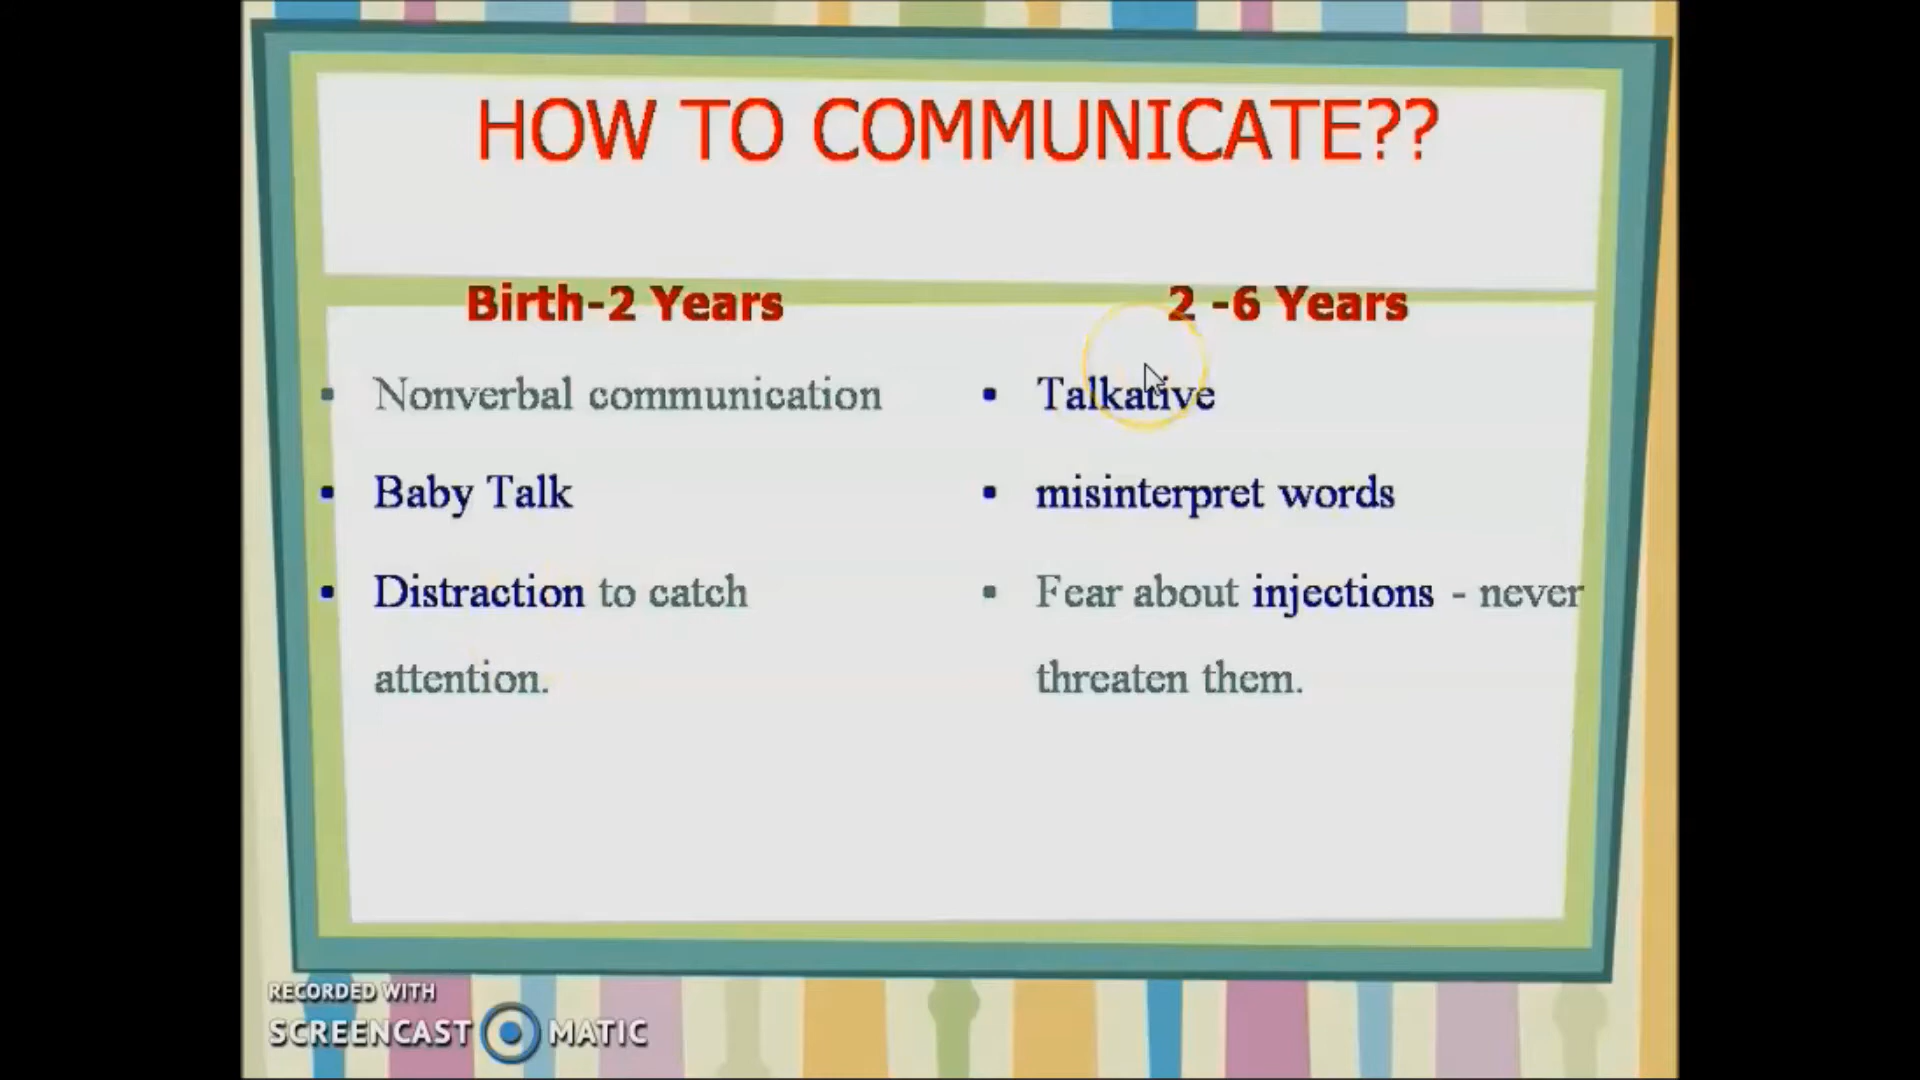 HOW TO COMMUNICATE??
Birth-2 Years
▪ Nonverbal communication
▪ Baby Talk
▪ Distraction to catch
attention.
2 -6 Years
▪ Talkative
▪ misinterpret words
▪ Fear about injections - never
threaten them.
RECORDED WITH
SCREENCAST MATIC